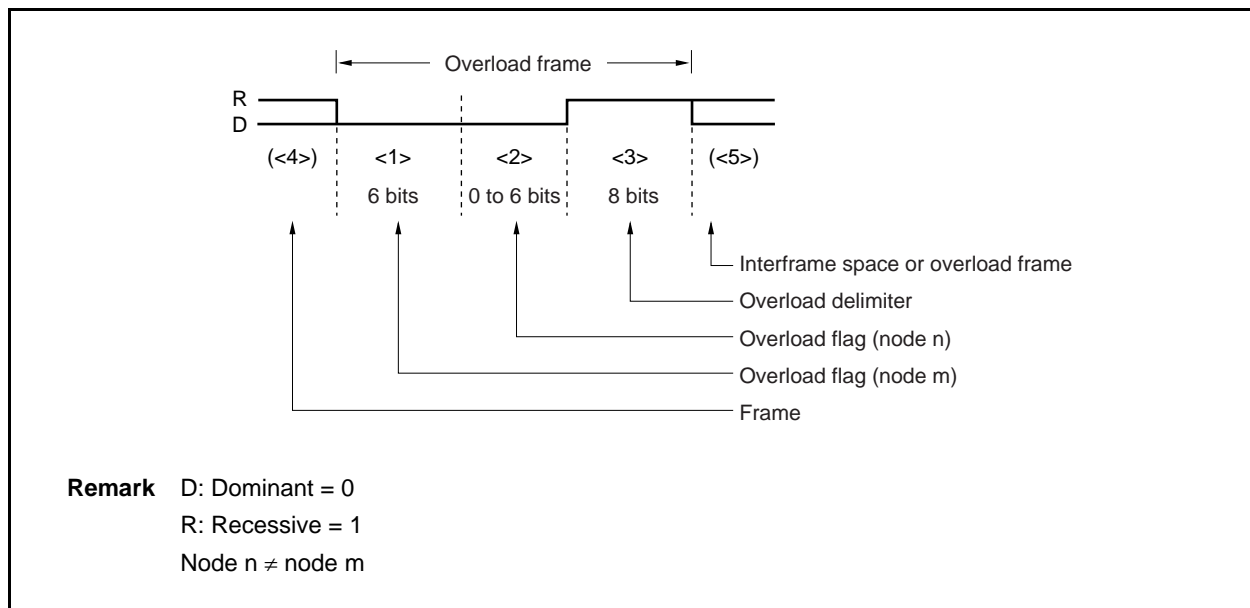 Overload frame
R
D
(<4>) <1> <2> <3> (<5>)
6 bits 0 to 6 bits 8 bits
Interframe space or overload frame
Overload delimiter
Overload flag (node n)
Overload flag (node m)
Frame
Remark D: Dominant = 0
R: Recessive = 1
Node n ≠ node m